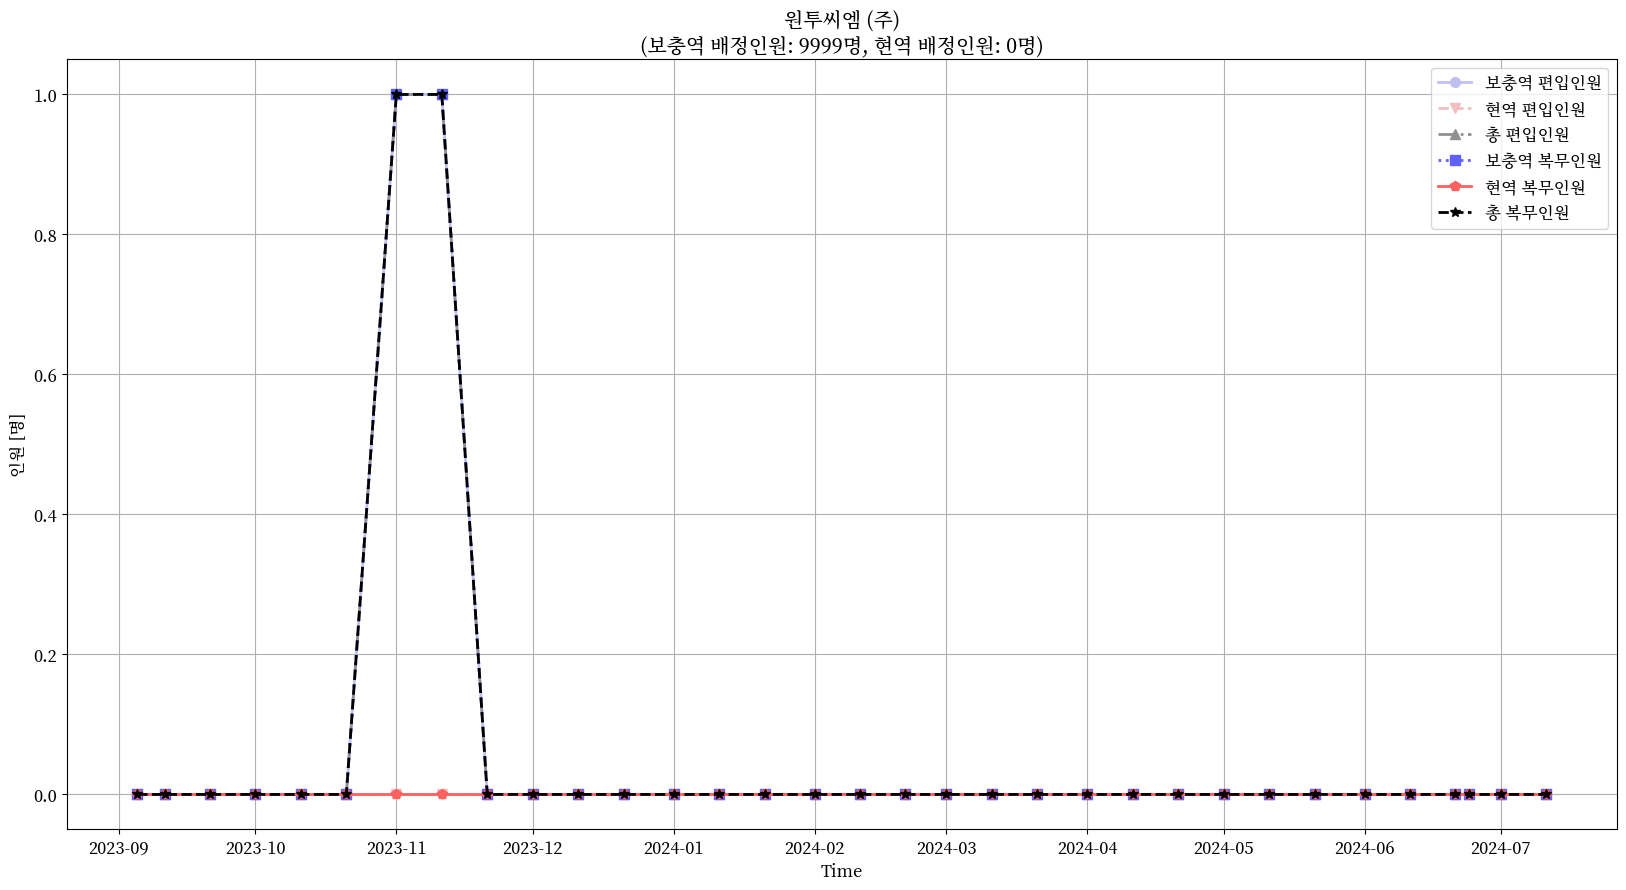 원투씨엠 (주)
(보충역 배정인원: 9999명, 현역 배정인원: 0명)
보충역 편입인원
현역 편입인원
총 편입인원
보충역 복무인원
현역 복무인원
총 복무인원
인원 [명]
1.0
0.8
0.6
0.4
0.2
0.0
2023-09 2023-10 2023-11 2023-12 2024-01 2024-02 2024-03 2024-04 2024-05 2024-06 2024-07
Time